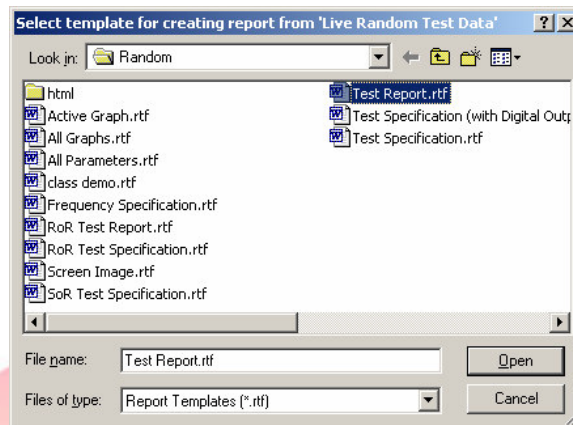 Select template for creating report from 'Live Random Test Data'
Look in: Random
html
Active Graph.rtf
All Graphs.rtf
All Parameters.rtf
class demo.rtf
Frequency Specification.rtf
RoR Test Report.rtf
RoR Test Specification.rtf
Screen Image.rtf
SoR Test Specification.rtf
Test Report.rtf
Test Specification (with Digital Outp
Test Specification.rtf
File name: Test Report.rtf
Open
Files of type: Report Templates (*.rtf)
Cancel